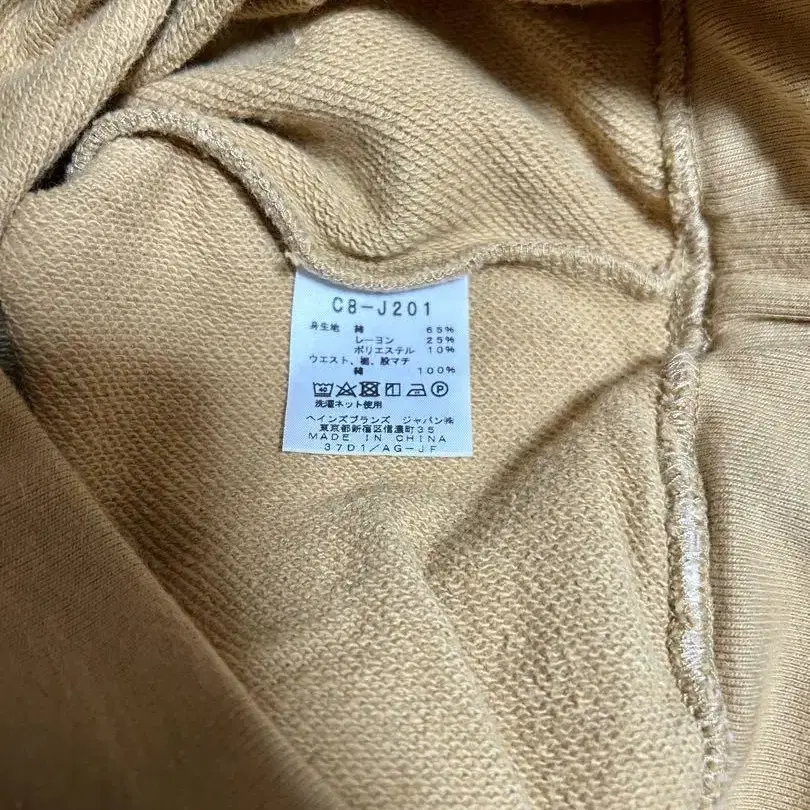 C8-J201
身生地 綿 65%
レーヨン 25%
ポリエステル 10%
ウエスト、裾、股マチ
綿 100%
40 P
洗濯ネット使用
ヘインズブランズ ジャパン㈱
東京都新宿区信濃町35
MADE IN CHINA
37D1/AG-JF